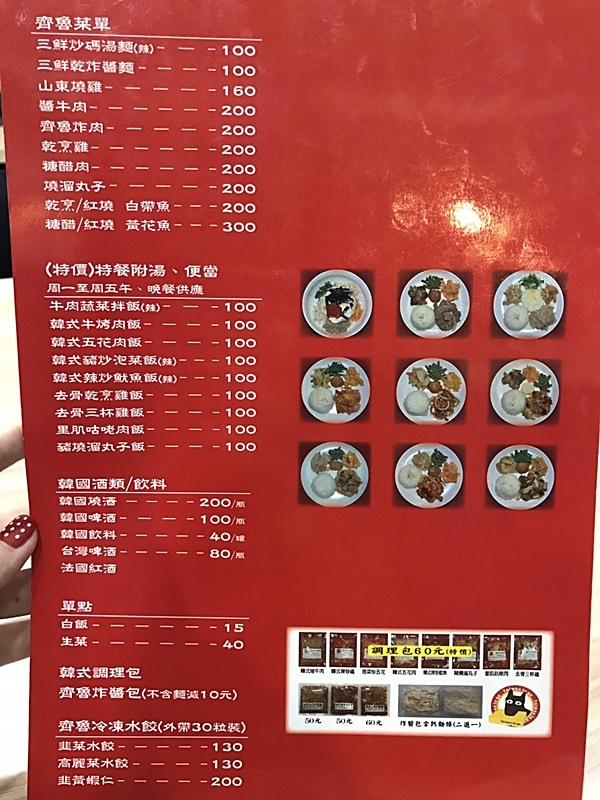 齊魯菜單
三鮮炒碼湯麵(辣)- — — -100
三鮮乾炸醬麵- — — — -100
山東燒雞- — — — — -160
醬牛肉- — — — — — -200
齊魯炸肉- — — — — -200
乾烹雞- — — — — — -200
糖醋肉- — — — — — -200
燒溜丸子- — — — — -200
乾烹/紅燒 白帶魚- — -200
糖醋/紅燒 黃花魚- — -300
(特價)特餐附湯、便當
周一至周五午、晚餐供應
牛肉蔬菜拌飯(辣)- — — -100
韓式牛烤肉飯- — — — -100
韓式五花肉飯- — — — -100
韓式豬炒泡菜飯(辣)- — -100
韓式辣炒魷魚飯(辣)- — -100
去骨乾烹雞飯- — — — -100
去骨三杯雞飯- — — — -100
里肌咕咾肉飯- — — — -100
豬燒溜丸子飯- — — — -100
韓國酒類/飲料
韓國燒酒- — — — -200/瓶
韓國啤酒- — — — -100/瓶
韓國飲料- — — — — -40/罐
台灣啤酒- — — — — -80/瓶
法國紅酒
單點
白飯- — — — — — — -15
生菜- — — — — — — -40
韓式調理包
齊魯炸醬包(不含麵減10元)
齊魯冷凍水餃(外帶30粒裝)
韭菜水餃- — — — — -130
高麗菜水餃- — — — -130
韭黃蝦仁- — — — — -200
調理包60元(特價)
50元 50元 60元 炸醬包含熟麵條(二選一)